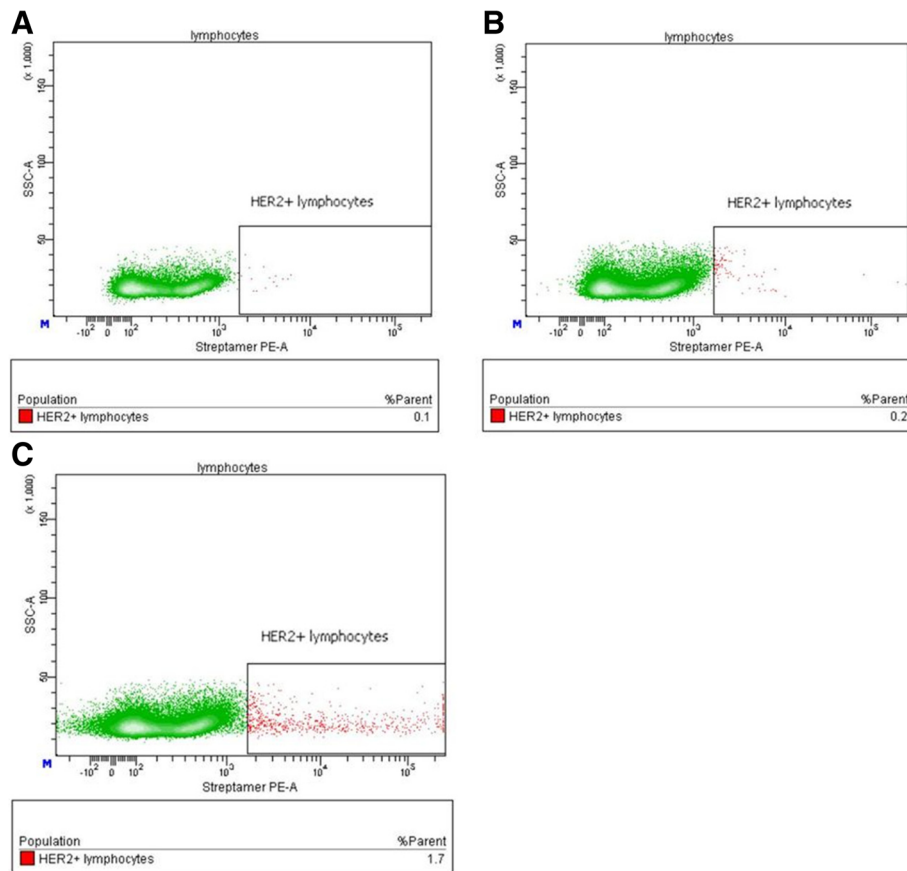 A
lymphocytes
(x 1,000)
150
100
50
SSC-A
HER2+ lymphocytes
M
-10² 0 10² 10³ 10⁴ 10⁵
Streptamer PE-A
Population %Parent
HER2+ lymphocytes 0.1
B
lymphocytes
(x 1,000)
150
100
50
SSC-A
HER2+ lymphocytes
M
-10² 0 10² 10³ 10⁴ 10⁵
Streptamer PE-A
Population %Parent
HER2+ lymphocytes 0.2
C
lymphocytes
(x 1,000)
150
100
50
SSC-A
HER2+ lymphocytes
M
-10² 0 10² 10³ 10⁴ 10⁵
Streptamer PE-A
Population %Parent
HER2+ lymphocytes 1.7